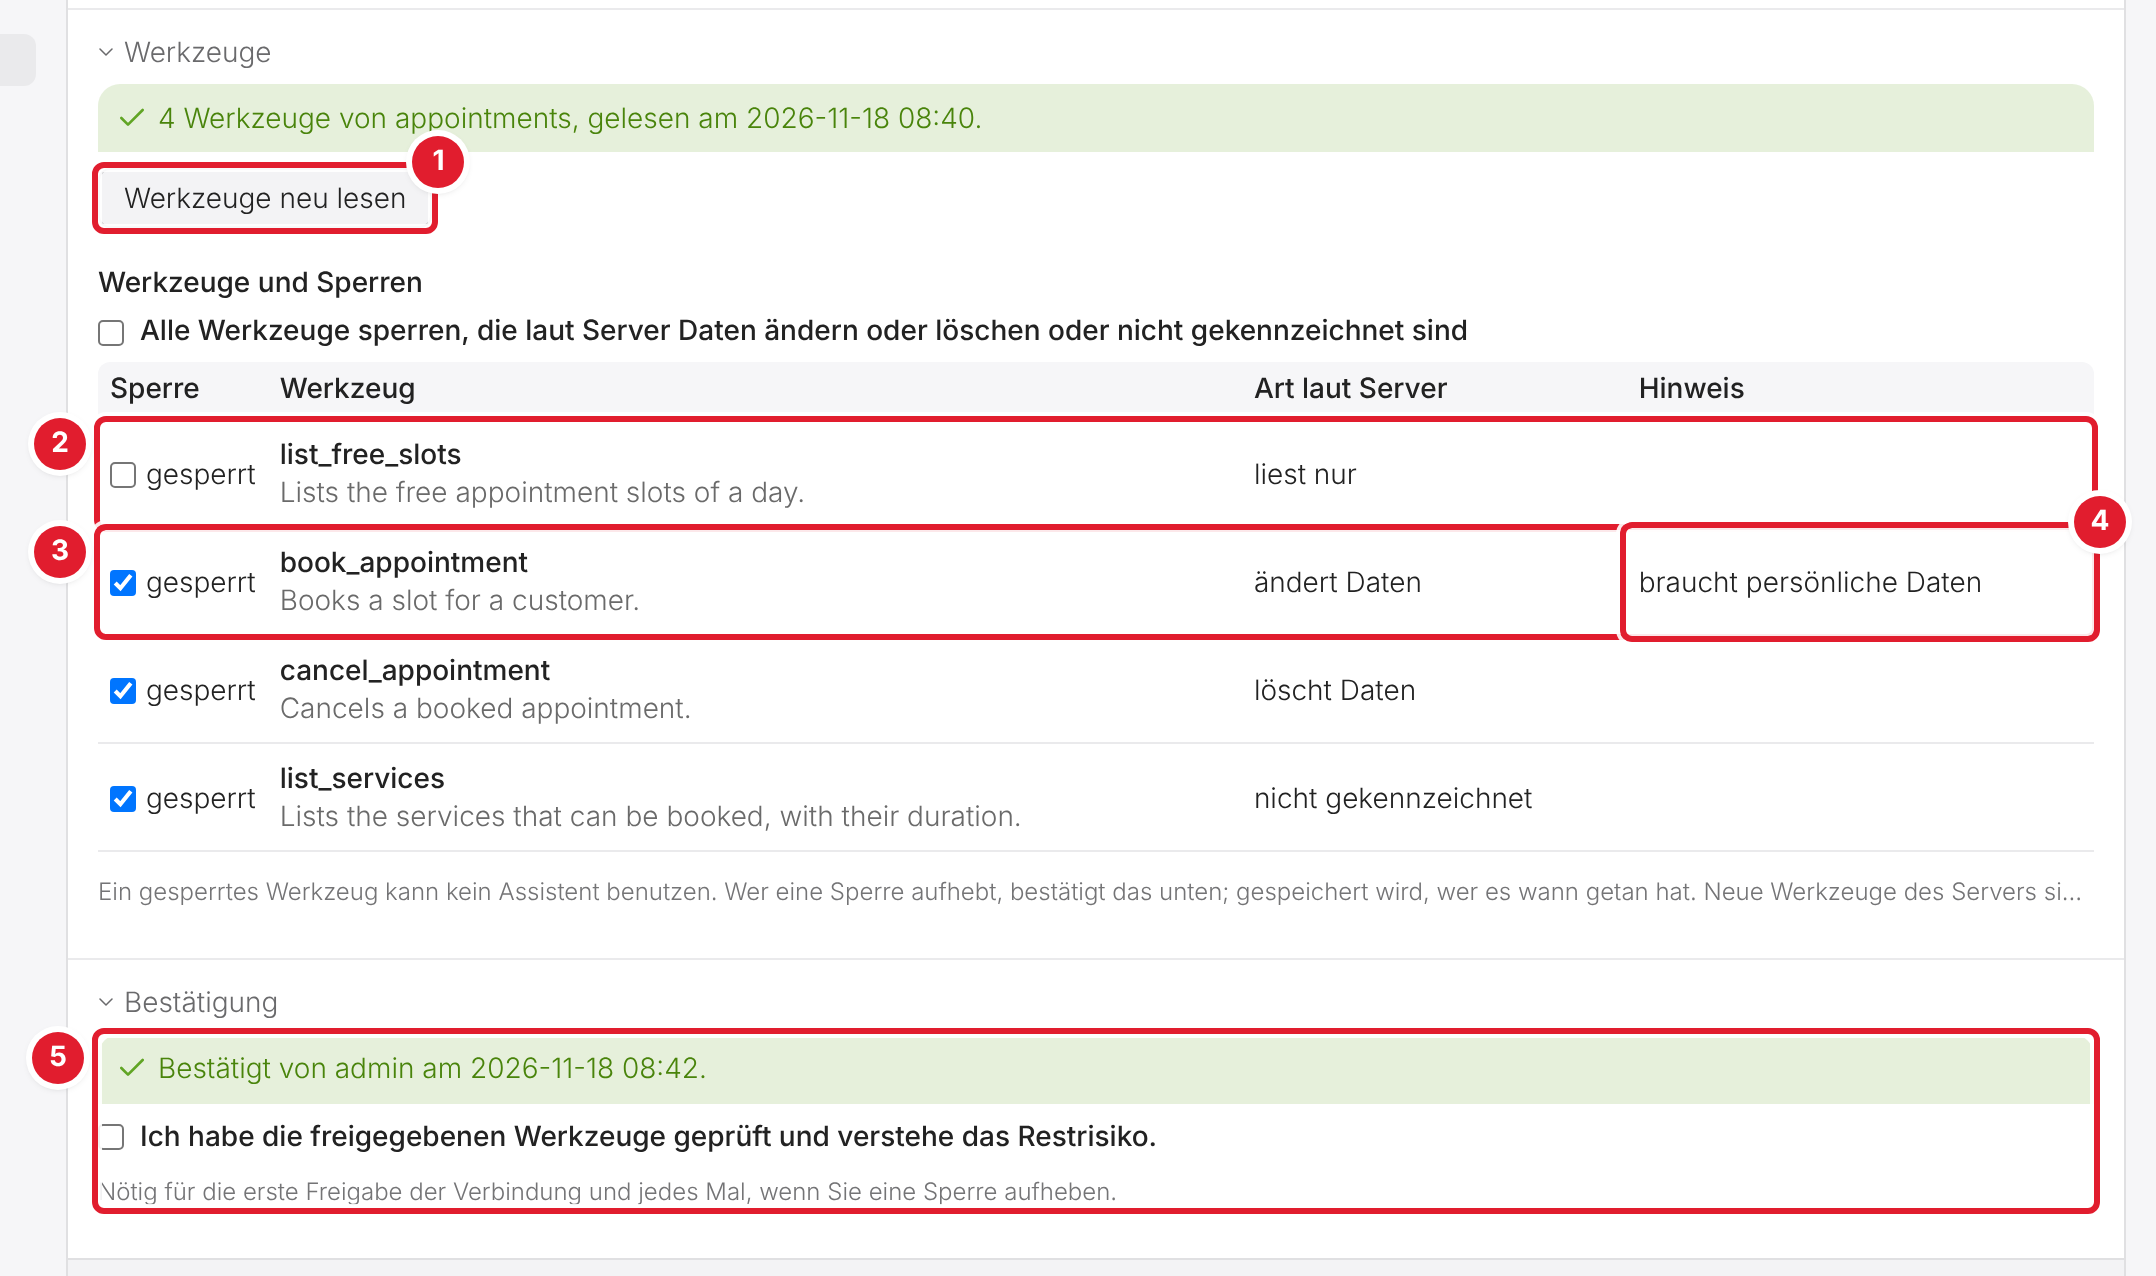 Werkzeuge
4 Werkzeuge von appointments, gelesen am 2026-11-18 08:40.
1
Werkzeuge neu lesen
Werkzeuge und Sperren
Alle Werkzeuge sperren, die laut Server Daten ändern oder löschen oder nicht gekennzeichnet sind
Sperre Werkzeug Art laut Server Hinweis
2
gesperrt list_free_slots liest nur
Lists the free appointment slots of a day.
3
4
gesperrt book_appointment ändert Daten braucht persönliche Daten
Books a slot for a customer.
gesperrt cancel_appointment löscht Daten
Cancels a booked appointment.
gesperrt list_services nicht gekennzeichnet
Lists the services that can be booked, with their duration.
Ein gesperrtes Werkzeug kann kein Assistent benutzen. Wer eine Sperre aufhebt, bestätigt das unten; gespeichert wird, wer es wann getan hat. Neue Werkzeuge des Servers si...
Bestätigung
5
Bestätigt von admin am 2026-11-18 08:42.
Ich habe die freigegebenen Werkzeuge geprüft und verstehe das Restrisiko.
Nötig für die erste Freigabe der Verbindung und jedes Mal, wenn Sie eine Sperre aufheben.